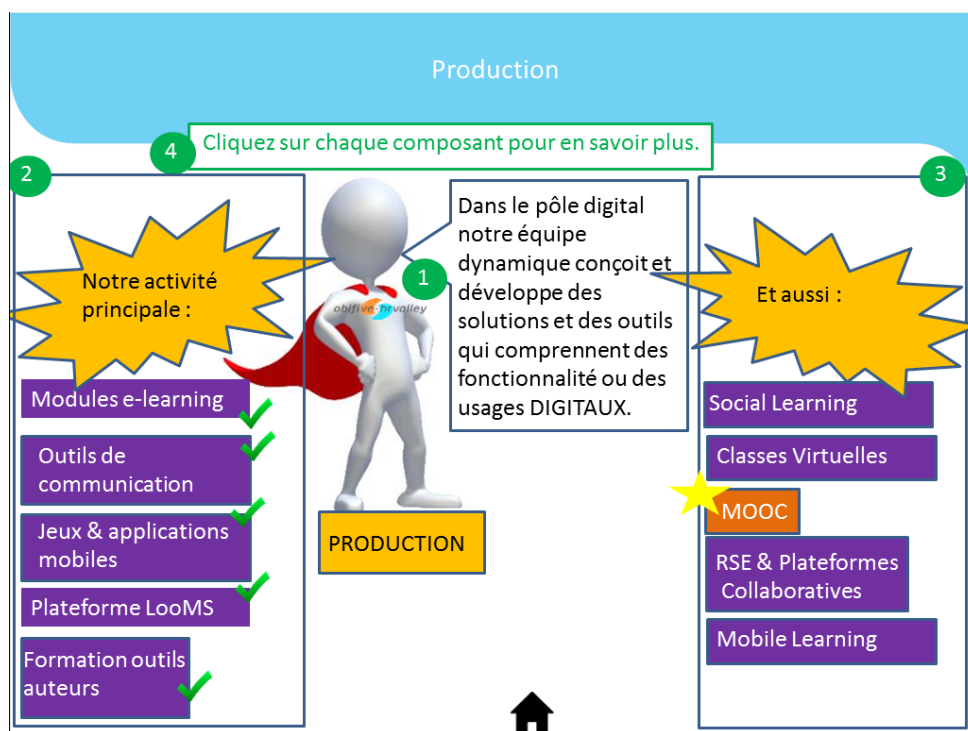 Production
4
Cliquez sur chaque composant pour en savoir plus.
2
Notre activité
principale :
Modules e-learning
Outils de
communication
Jeux & applications
mobiles
Plateforme LooMS
Formation outils
auteurs
ohlfive·hrvalley
PRODUCTION
1
Dans le pôle digital
notre équipe
dynamique conçoit et
développe des
solutions et des outils
qui comprennent des
fonctionnalité ou des
usages DIGITAUX.
3
Et aussi :
Social Learning
Classes Virtuelles
MOOC
RSE & Plateformes
Collaboratives
Mobile Learning